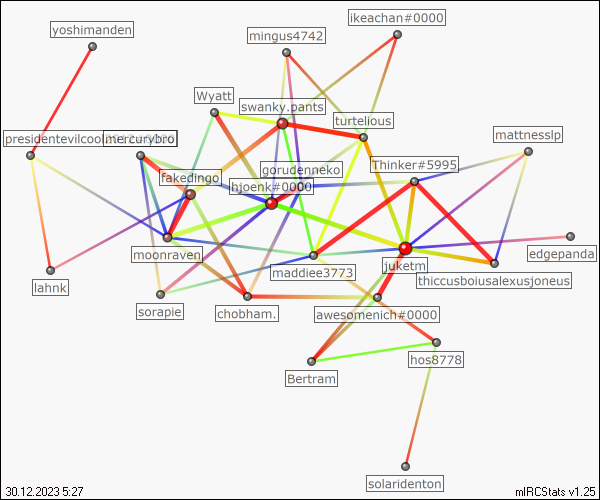 ikeachan#0000
yoshimanden
mingus4742
Wyatt
swanky.pants
turtelious
mattnesslp
mercurybro
gorudenneko
Thinker#5995
fakedingo
hjoenk#0000
moonraven
juketm
edgepanda
maddiee3773
thiccusboiusalexusjoneus
lahnk
sorapie
chobham.
awesomenich#0000
hos8778
Bertram
solaridenton
30.12.2023 5:27
mIRCStats v1.25